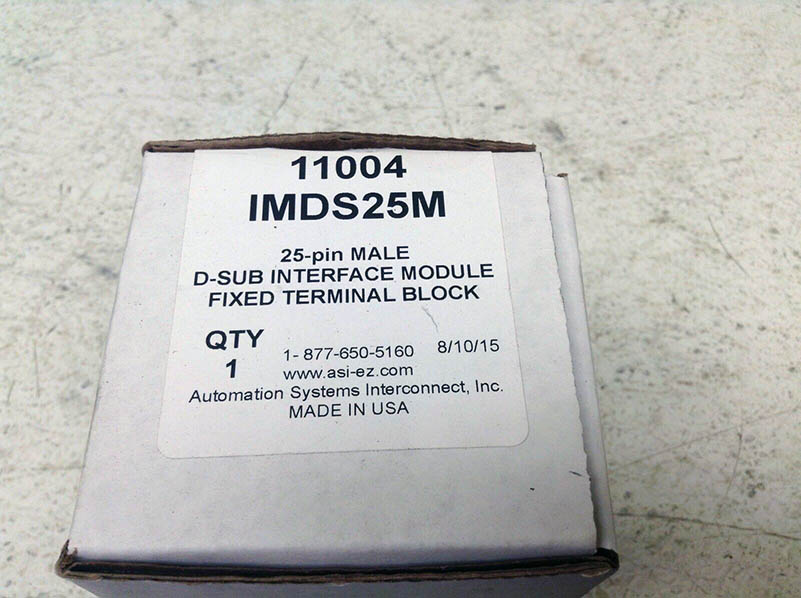 11004
IMDS25M
25-pin MALE
D-SUB INTERFACE MODULE
FIXED TERMINAL BLOCK
QTY
1
1- 877-650-5160 8/10/15
www.asi-ez.com
Automation Systems Interconnect, Inc.
MADE IN USA